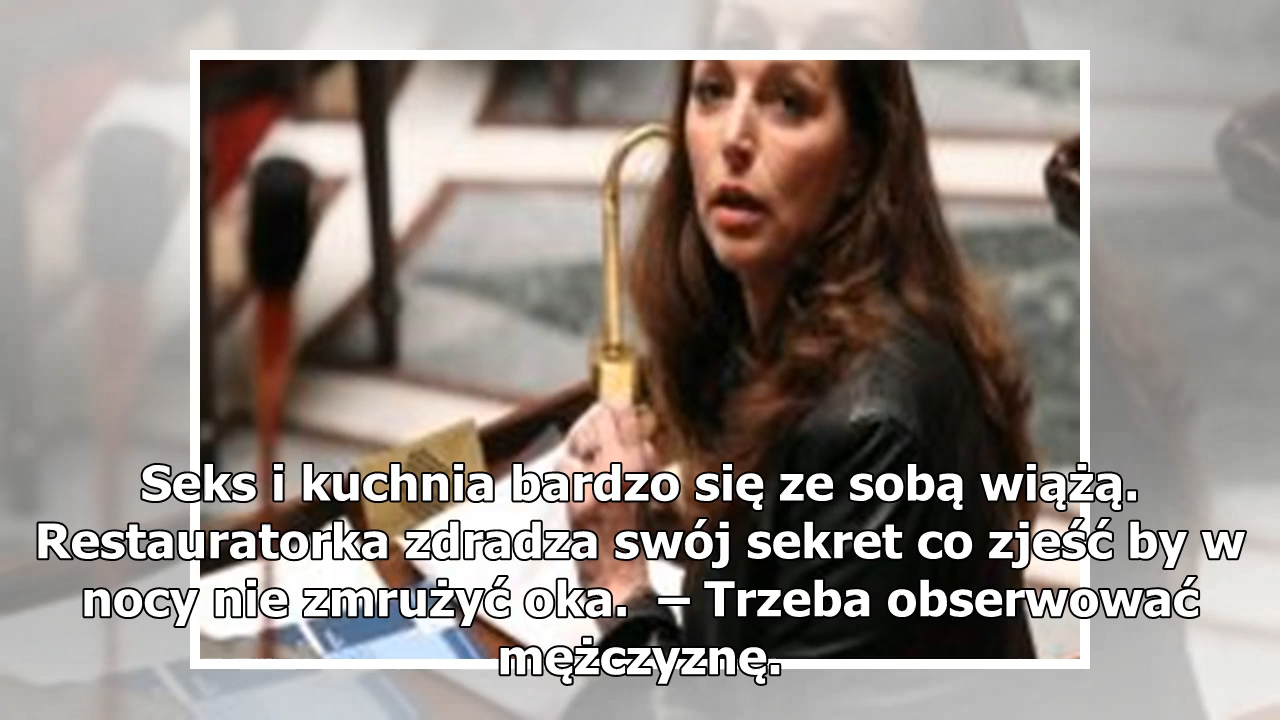 Seks i kuchnia bardzo się ze sobą wiążą.
Restauratorka zdradza swój sekret co zjeść by w
nocy nie zmrużyć oka.  – Trzeba obserwować
mężczyznę.